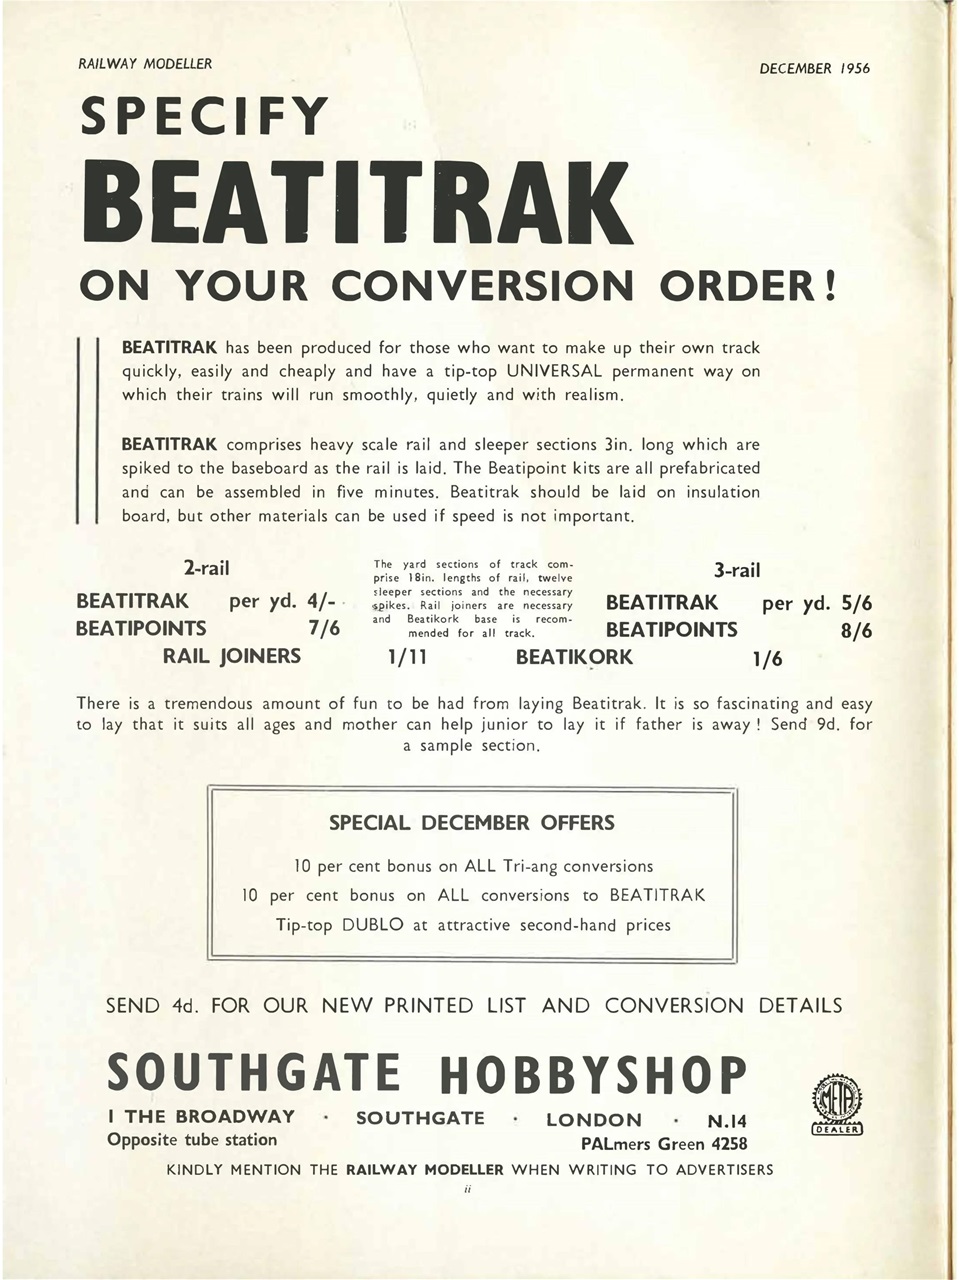 RAILWAY MODELLER
DECEMBER 1956
SPECIFY
BEATITRAK
ON YOUR CONVERSION ORDER!
BEATITRAK has been produced for those who want to make up their own track
quickly, easily and cheaply and have a tip-top UNIVERSAL permanent way on
which their trains will run smoothly, quietly and with realism.
BEATITRAK comprises heavy scale rail and sleeper sections 3in. long which are
spiked to the baseboard as the rail is laid. The Beatipoint kits are all prefabricated
and can be assembled in five minutes. Beatitrak should be laid on insulation
board, but other materials can be used if speed is not important.
2-rail
BEATITRAK per yd. 4/-
BEATIPOINTS 7/6
The yard sections of track com-
prise 18in. lengths of rail, twelve
sleeper sections and the necessary
spikes. Rail joiners are necessary
and Beatikork base is recom-
mended for all track.
3-rail
BEATITRAK per yd. 5/6
BEATIPOINTS 8/6
RAIL JOINERS 1/11 BEATIKORK 1/6
There is a tremendous amount of fun to be had from laying Beatitrak. It is so fascinating and easy
to lay that it suits all ages and mother can help junior to lay it if father is away! Send 9d. for
a sample section.
SPECIAL DECEMBER OFFERS
10 per cent bonus on ALL Tri-ang conversions
10 per cent bonus on ALL conversions to BEATITRAK
Tip-top DUBLO at attractive second-hand prices
SEND 4d. FOR OUR NEW PRINTED LIST AND CONVERSION DETAILS
SOUTHGATE HOBBYSHOP
1 THE BROADWAY · SOUTHGATE · LONDON · N.14
Opposite tube station PALmers Green 4258
META
DEALER
KINDLY MENTION THE RAILWAY MODELLER WHEN WRITING TO ADVERTISERS
ii